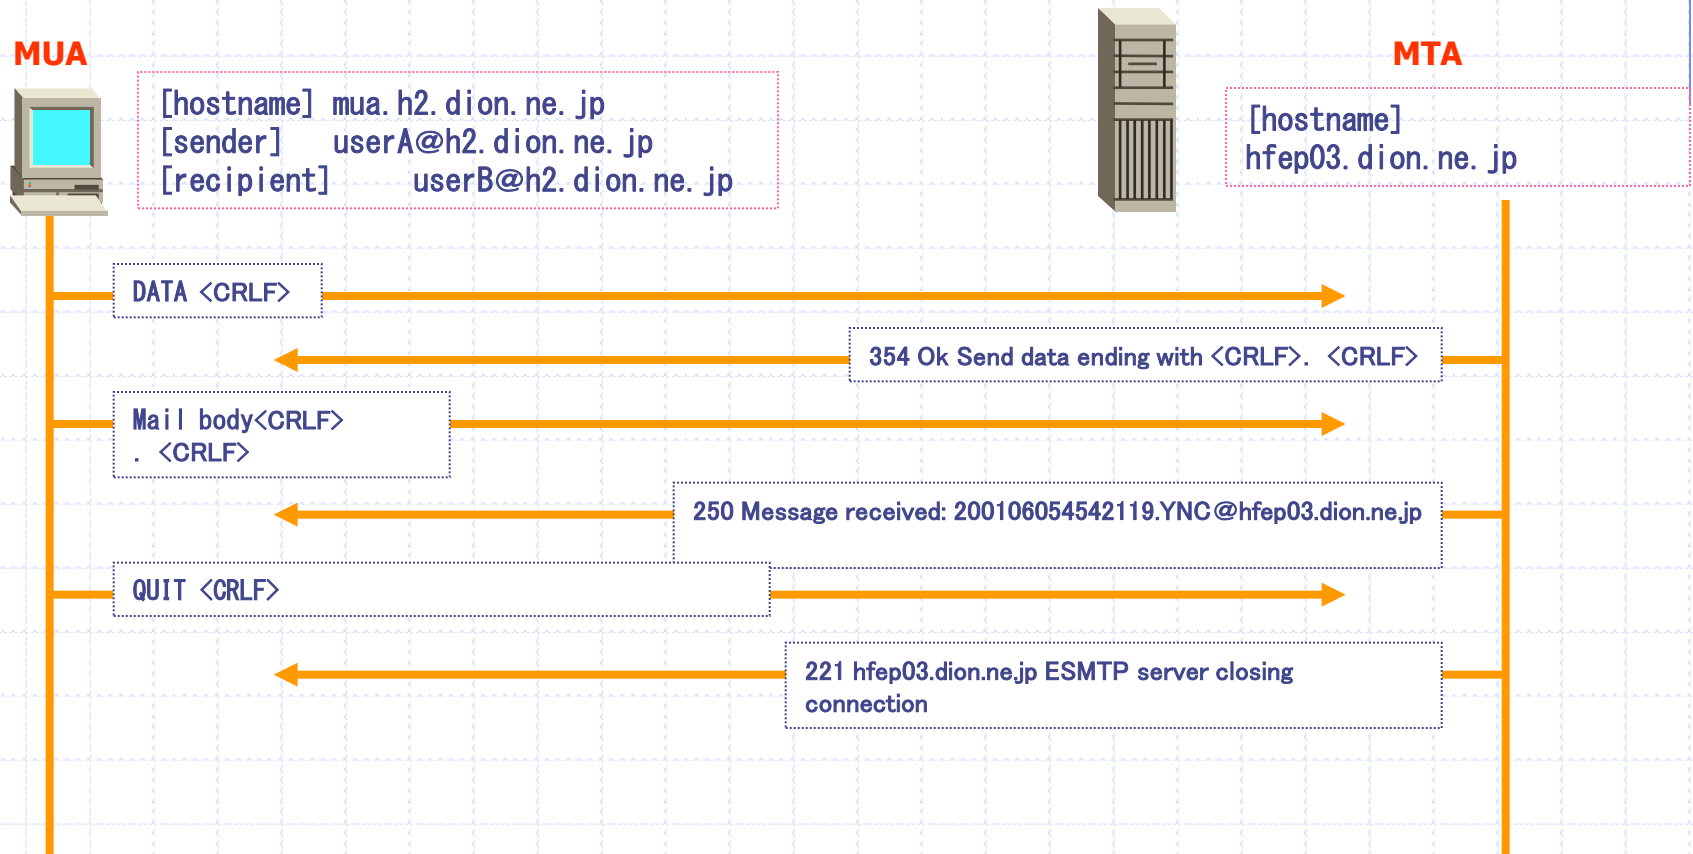 MUA
MTA
[hostname] mua.h2.dion.ne.jp
[sender] userA@h2.dion.ne.jp
[recipient] userB@h2.dion.ne.jp
[hostname]
hfep03.dion.ne.jp
DATA <CRLF>
354 Ok Send data ending with <CRLF>. <CRLF>
Mail body<CRLF>
. <CRLF>
250 Message received: 200106054542119.YNC@hfep03.dion.ne.jp
QUIT <CRLF>
221 hfep03.dion.ne.jp ESMTP server closing
connection